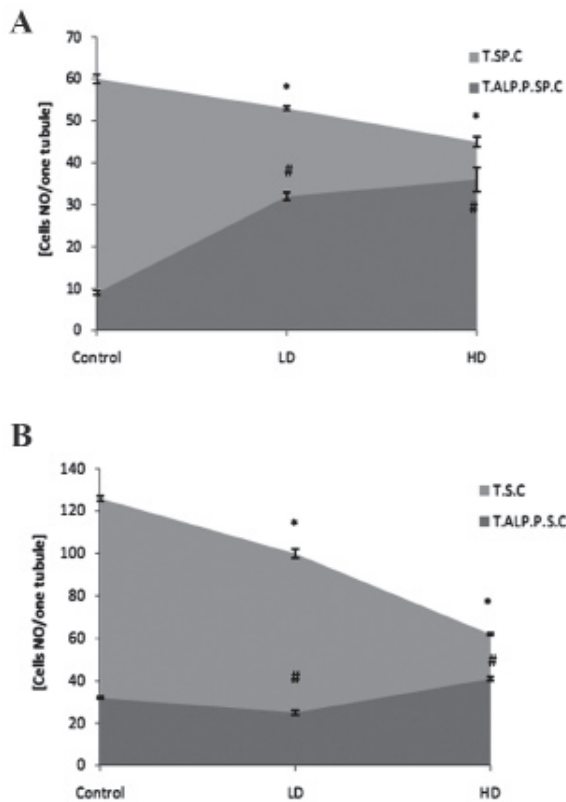 A
70
60
50
40
30
20
10
0
[Cells NO/one tubule]
* 
*
#
#
T.SP.C
T.ALP.P.SP.C
Control LD HD
B
140
120
100
80
60
40
20
0
[Cells NO/one tubule]
*
*
#
#
T.S.C
T.ALP.P.S.C
Control LD HD